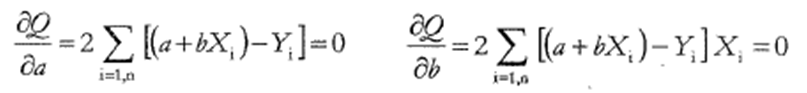 ∂Q/∂a = 2 ∑_{i=1,n} [(a+bX_i)−Y_i] = 0    ∂Q/∂b = 2 ∑_{i=1,n} [(a+bX_i)−Y_i] X_i = 0